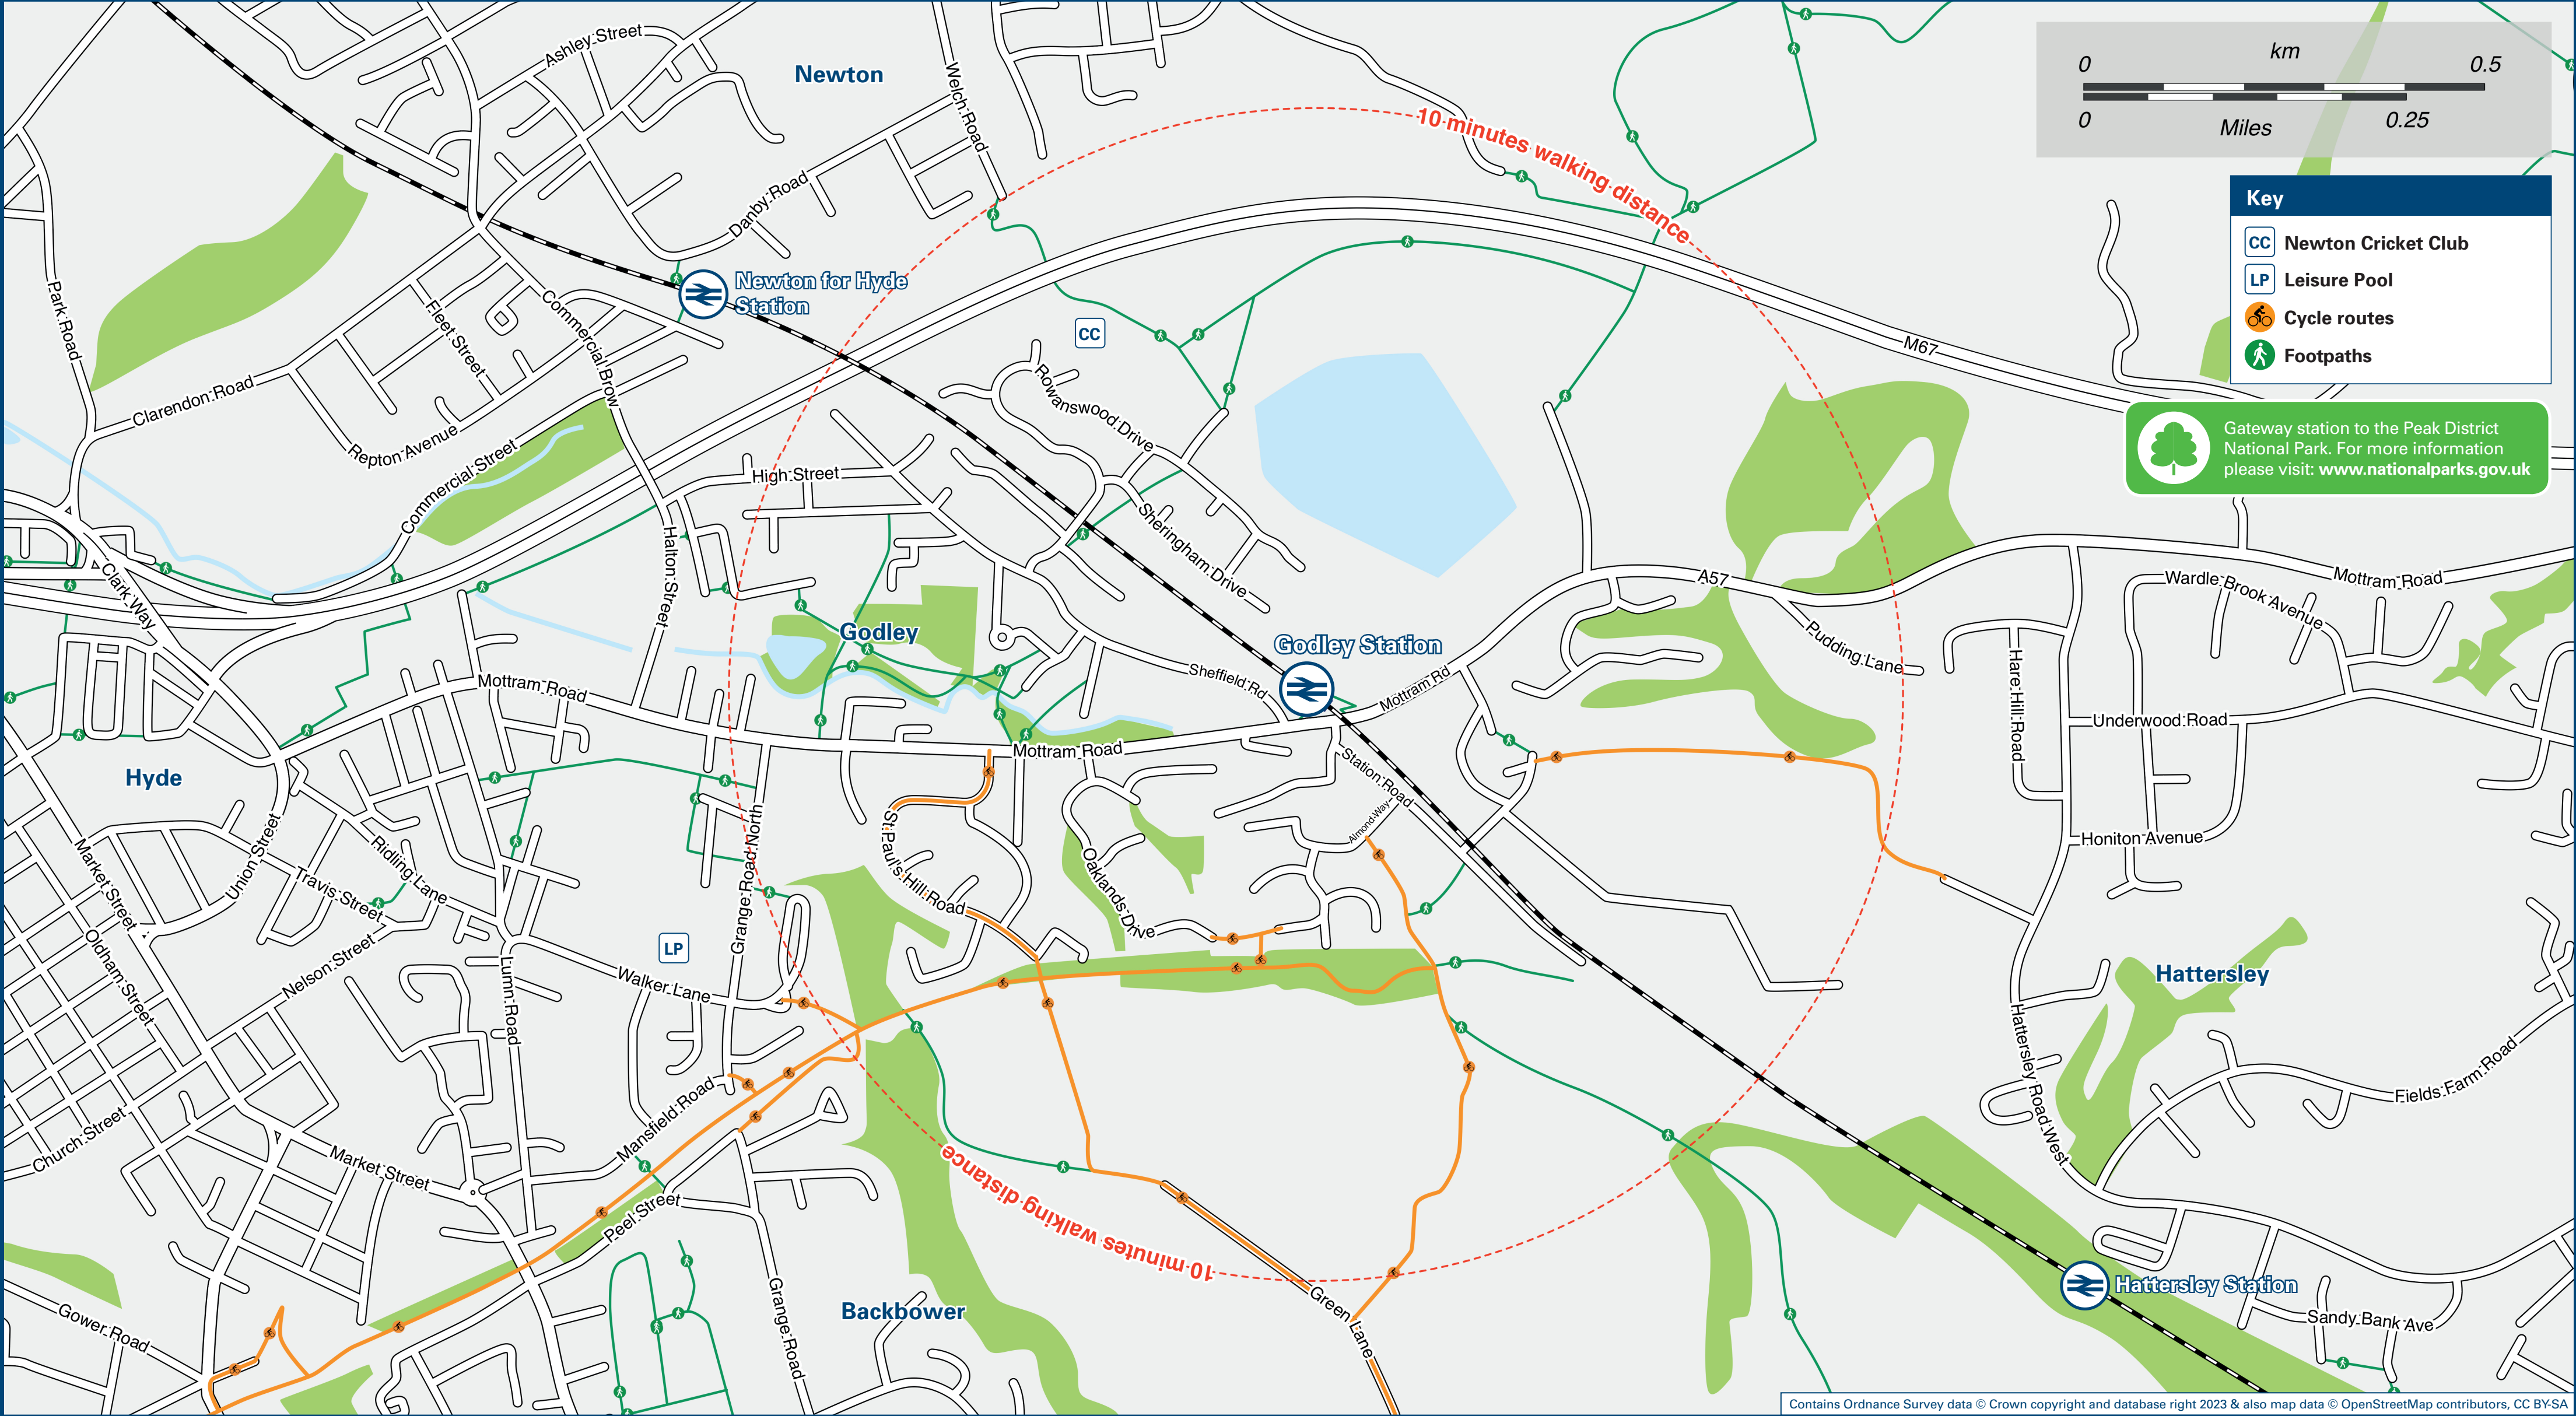 Ashley Street
Newton
Welch Road
10 minutes walking distance
km
0
0.5
0
0.25
Miles
Key
CC
Newton Cricket Club
LP
Leisure Pool
Cycle routes
Footpaths
Danby Road
Newton for Hyde
Station
Park Road
Fleet Street
Commercial Brow
CC
M67
Clarendon Road
Rowanswood Drive
Repton Avenue
Commercial Street
Gateway station to the Peak District
National Park. For more information
please visit: www.nationalparks.gov.uk
High Street
Sheringham Drive
Halton Street
Clark Way
A57
Mottram Road
Wardle Brook Avenue
Godley
Godley Station
Pudding Lane
Hare Hill Road
Sheffield Rd
Mottram Rd
Mottram Road
Underwood Road
Mottram Road
Hyde
Station Road
Almond Way
St Paul's Hill Road
Oaklands Drive
Honiton Avenue
Market Street
Union Street
Ridling Lane
Travis Street
Grange Road North
LP
Nelson Street
Oldham Street
Lumn Road
Walker Lane
Hattersley
Hattersley Road West
Fields Farm Road
Mansfield Road
Church Street
Market Street
10 minutes walking distance
Peel Street
Grange Road
Backbower
Green Lane
Gower Road
Hattersley Station
Sandy Bank Ave
Contains Ordnance Survey data © Crown copyright and database right 2023 & also map data © OpenStreetMap contributors, CC BY-SA